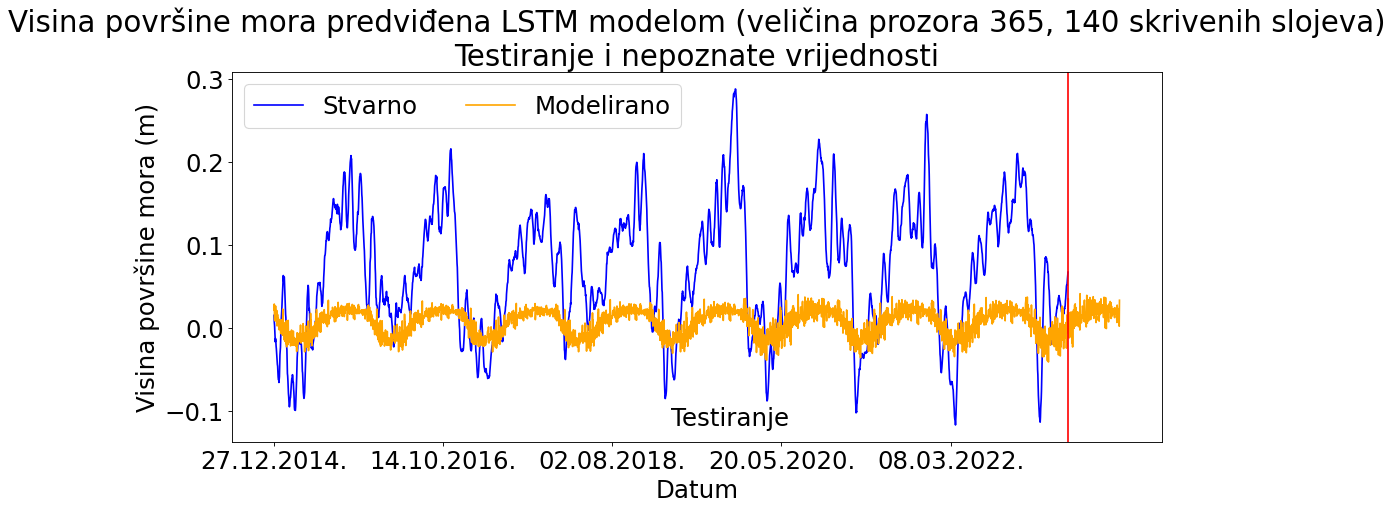 Visina površine mora predviđena LSTM modelom (veličina prozora 365, 140 skrivenih slojeva)
Testiranje i nepoznate vrijednosti
Stvarno
Modelirano
Visina površine mora (m)
0.3
0.2
0.1
0.0
−0.1
Testiranje
27.12.2014.
14.10.2016.
02.08.2018.
20.05.2020.
08.03.2022.
Datum